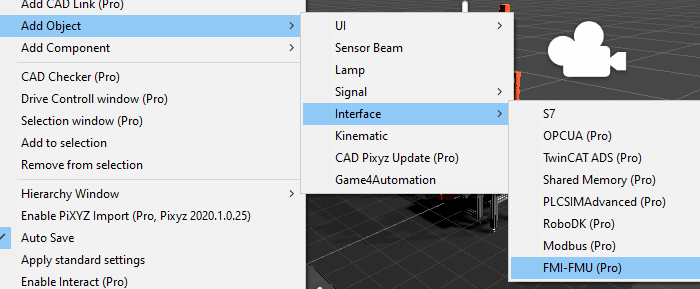 Add CAD Link (Pro)
Add Object
Add Component
CAD Checker (Pro)
Drive Controll window (Pro)
Selection window (Pro)
Add to selection
Remove from selection
Hierarchy Window
Enable PiXYZ Import (Pro, Pixyz 2020.1.0.25)
Auto Save
Apply standard settings
Enable Interact (Pro)
UI
Sensor Beam
Lamp
Signal
Interface
Kinematic
CAD Pixyz Update (Pro)
Game4Automation
S7
OPCUA (Pro)
TwinCAT ADS (Pro)
Shared Memory (Pro)
PLCSIMAdvanced (Pro)
RoboDK (Pro)
Modbus (Pro)
FMI-FMU (Pro)